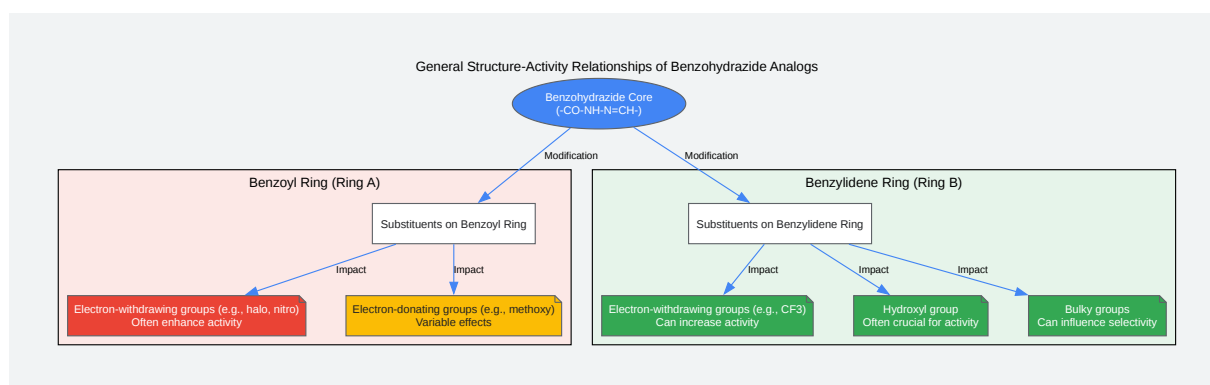 General Structure-Activity Relationships of Benzohydrazide Analogs
Benzohydrazide Core
(-CO-NH-N=CH-)
Modification
Modification
Benzoyl Ring (Ring A)
Substituents on Benzoyl Ring
Impact
Impact
Electron-withdrawing groups (e.g., halo, nitro)
Often enhance activity
Electron-donating groups (e.g., methoxy)
Variable effects
Benzylidene Ring (Ring B)
Substituents on Benzylidene Ring
Impact
Impact
Impact
Electron-withdrawing groups (e.g., CF3)
Can increase activity
Hydroxyl group
Often crucial for activity
Bulky groups
Can influence selectivity